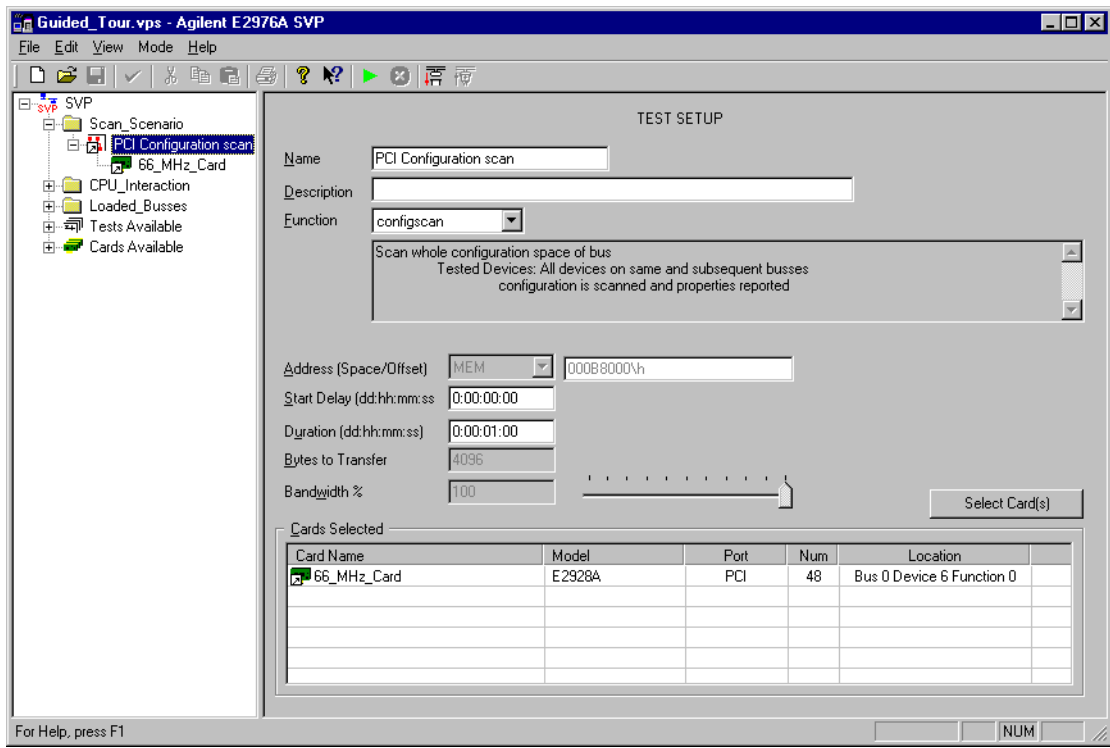 Guided_Tour.vps - Agilent E2976A SVP
File Edit View Mode Help
SVP
Scan_Scenario
PCI Configuration scan
66_MHz_Card
CPU_Interaction
Loaded_Busses
Tests Available
Cards Available
TEST SETUP
Name PCI Configuration scan
Description
Function configscan
Scan whole configuration space of bus
Tested Devices: All devices on same and subsequent busses
configuration is scanned and properties reported
Address (Space/Offset) MEM 000B8000\h
Start Delay (dd:hh:mm:ss 0:00:00:00
Duration (dd:hh:mm:ss) 0:00:01:00
Bytes to Transfer 4096
Bandwidth % 100
Select Card(s)
Cards Selected
Card Name Model Port Num Location
66_MHz_Card E2928A PCI 48 Bus 0 Device 6 Function 0
For Help, press F1 NUM